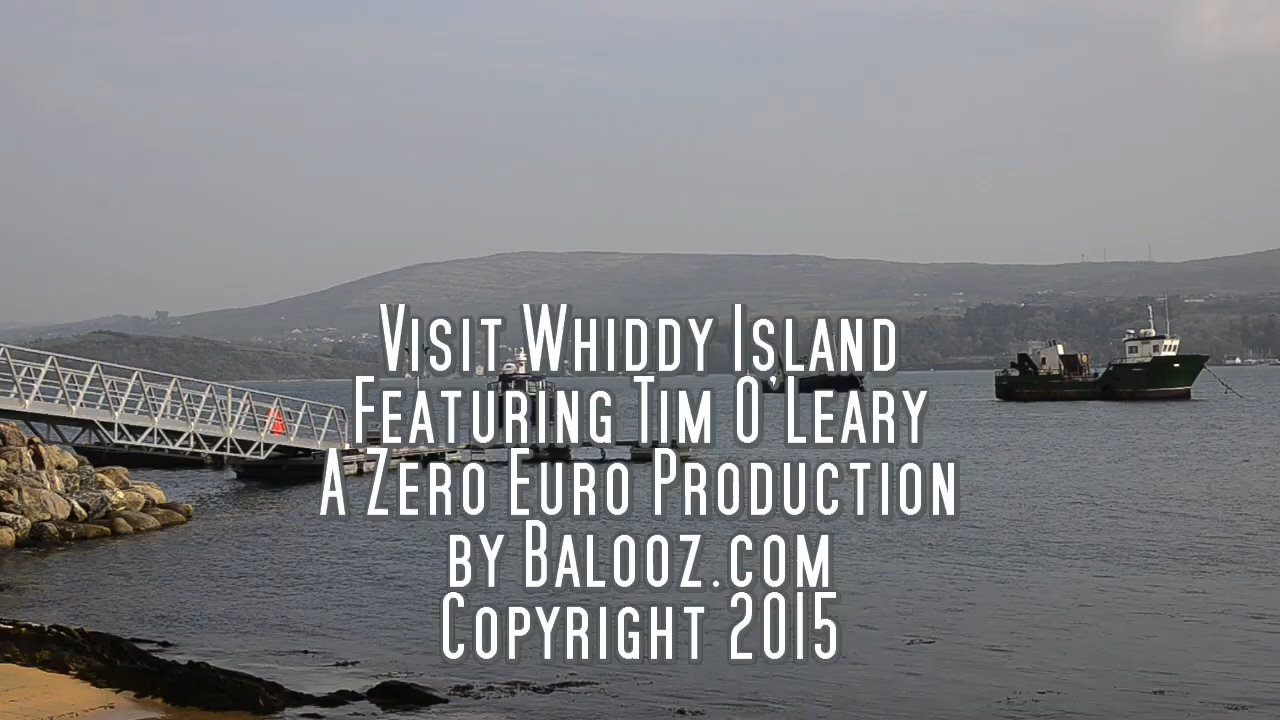 Visit Whiddy Island
Featuring Tim O'Leary
A Zero Euro Production
by Balooz.com
Copyright 2015